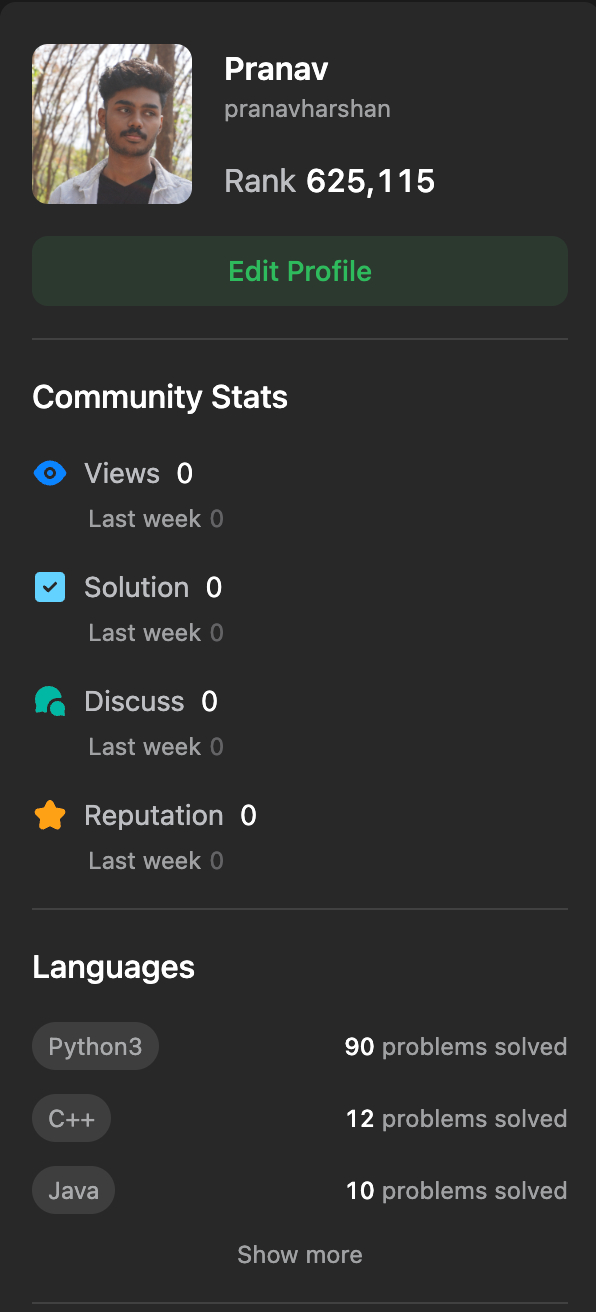 Pranav
pranavharshan
Rank 625,115
Edit Profile
Community Stats
Views 0
Last week 0
Solution 0
Last week 0
Discuss 0
Last week 0
Reputation 0
Last week 0
Languages
Python3 90 problems solved
C++ 12 problems solved
Java 10 problems solved
Show more